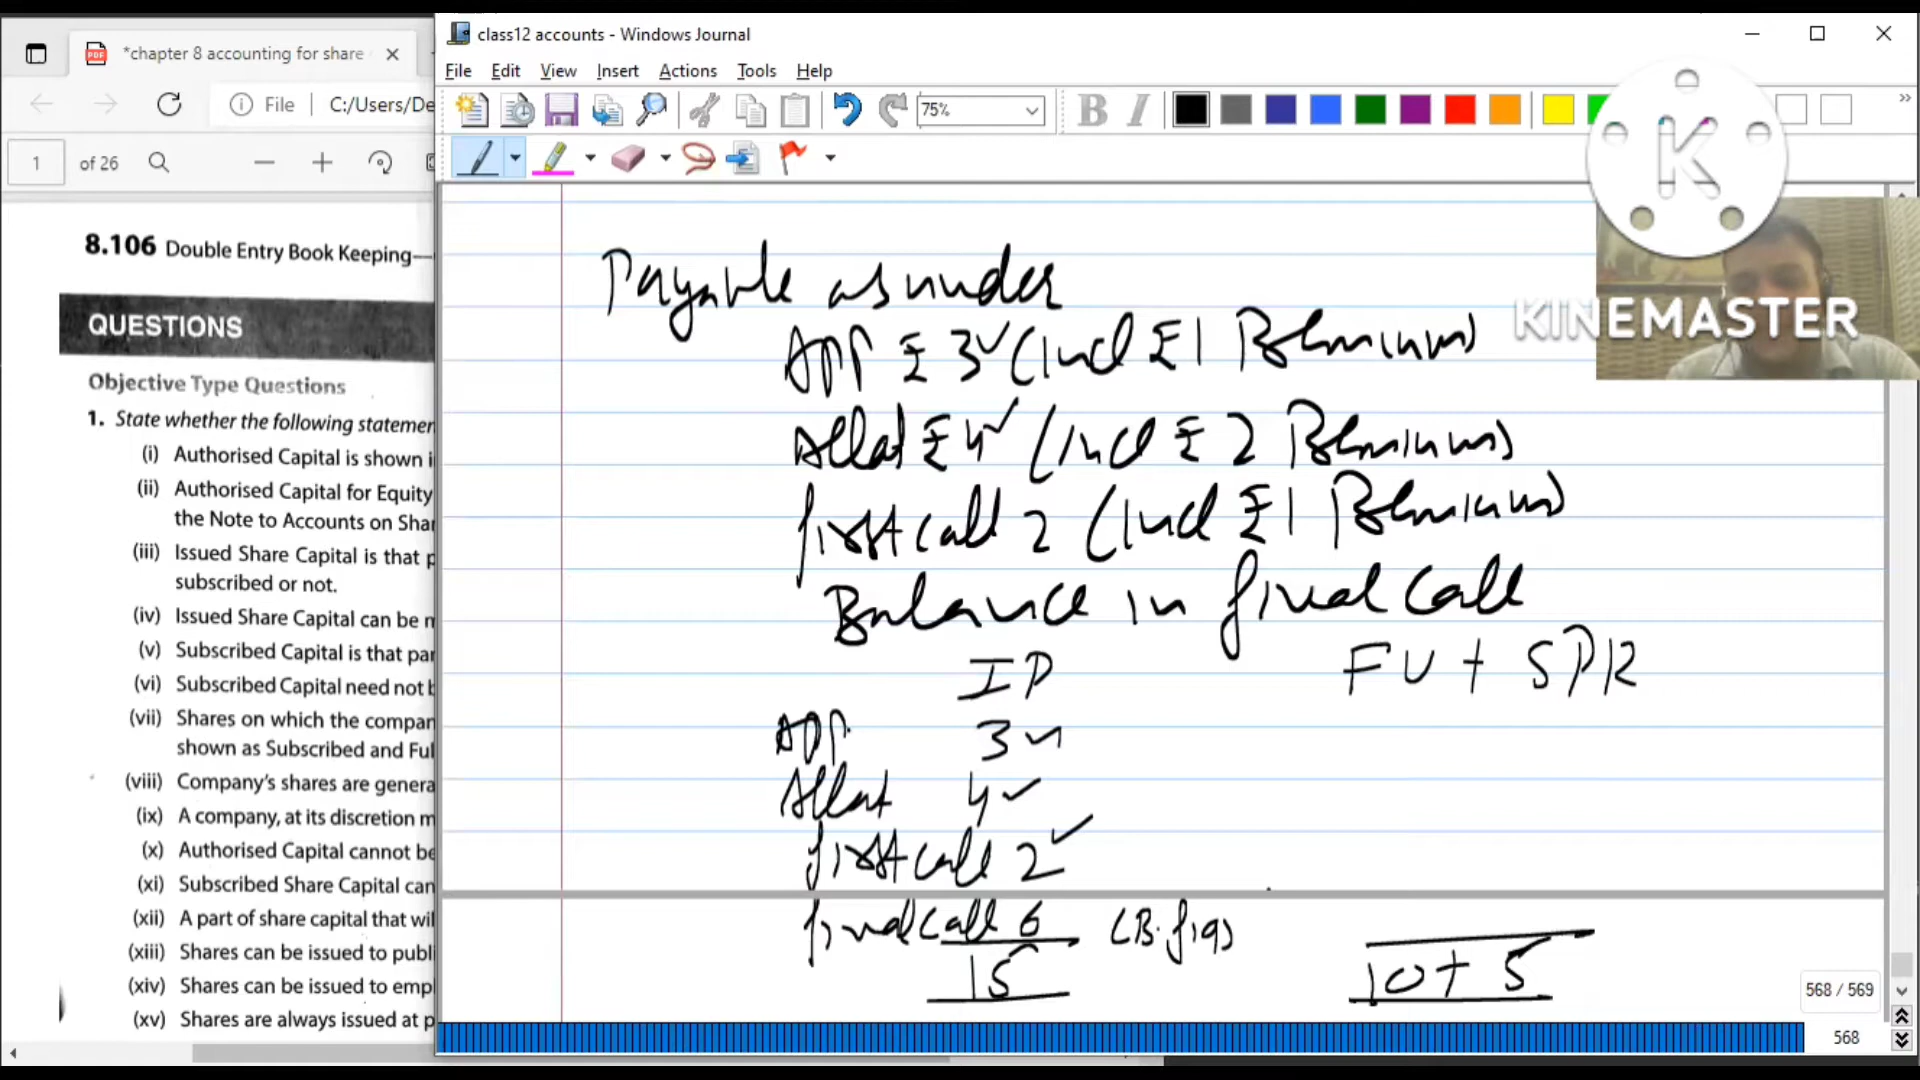 *chapter 8 accounting for share
File
C:/Users/De
1 of 26
8.106 Double Entry Book Keeping—
QUESTIONS
Objective Type Questions
1. State whether the following statemen
(i) Authorised Capital is shown i
(ii) Authorised Capital for Equity
the Note to Accounts on Shar
(iii) Issued Share Capital is that p
subscribed or not.
(iv) Issued Share Capital can be m
(v) Subscribed Capital is that par
(vi) Subscribed Capital need not b
(vii) Shares on which the compan
shown as Subscribed and Ful
(viii) Company's shares are genera
(ix) A company, at its discretion m
(x) Authorised Capital cannot be
(xi) Subscribed Share Capital can
(xii) A part of share capital that wil
(xiii) Shares can be issued to publi
(xiv) Shares can be issued to empl
(xv) Shares are always issued at p
class12 accounts - Windows Journal
File Edit View Insert Actions Tools Help
75%
B I
K
KINEMASTER
Payable as under
App ₹ 3 (incl ₹1 Premium)
Allot ₹ 4 (incl ₹ 2 Premium)
first call 2 (incl ₹1 Premium)
Balance in final call
IP FV + SPR
App 3
Allot 4
first call 2
final call 6 (B.fig)
15 10 + 5
568 / 569
568